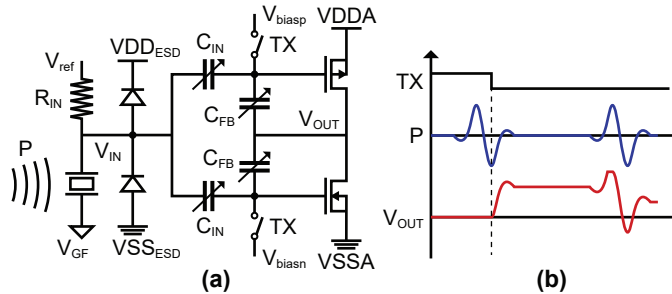 V_biasp
VDDA
TX
C_IN
VDD_ESD
V_ref
R_IN
C_FB
V_OUT
V_IN
P
C_FB
C_IN
TX
V_GF
VSS_ESD
V_biasn
VSSA
(a)
TX
P
V_OUT
(b)